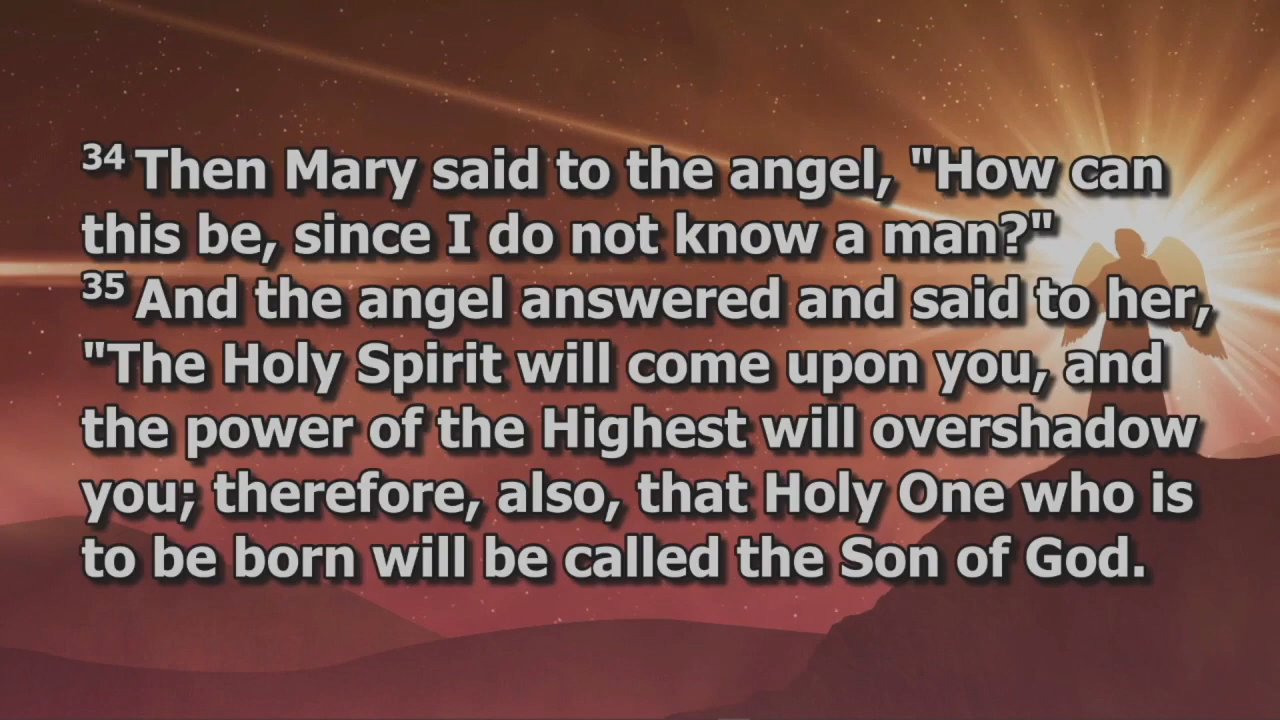 34 Then Mary said to the angel, "How can
this be, since I do not know a man?"
35 And the angel answered and said to her,
"The Holy Spirit will come upon you, and
the power of the Highest will overshadow
you; therefore, also, that Holy One who is
to be born will be called the Son of God.